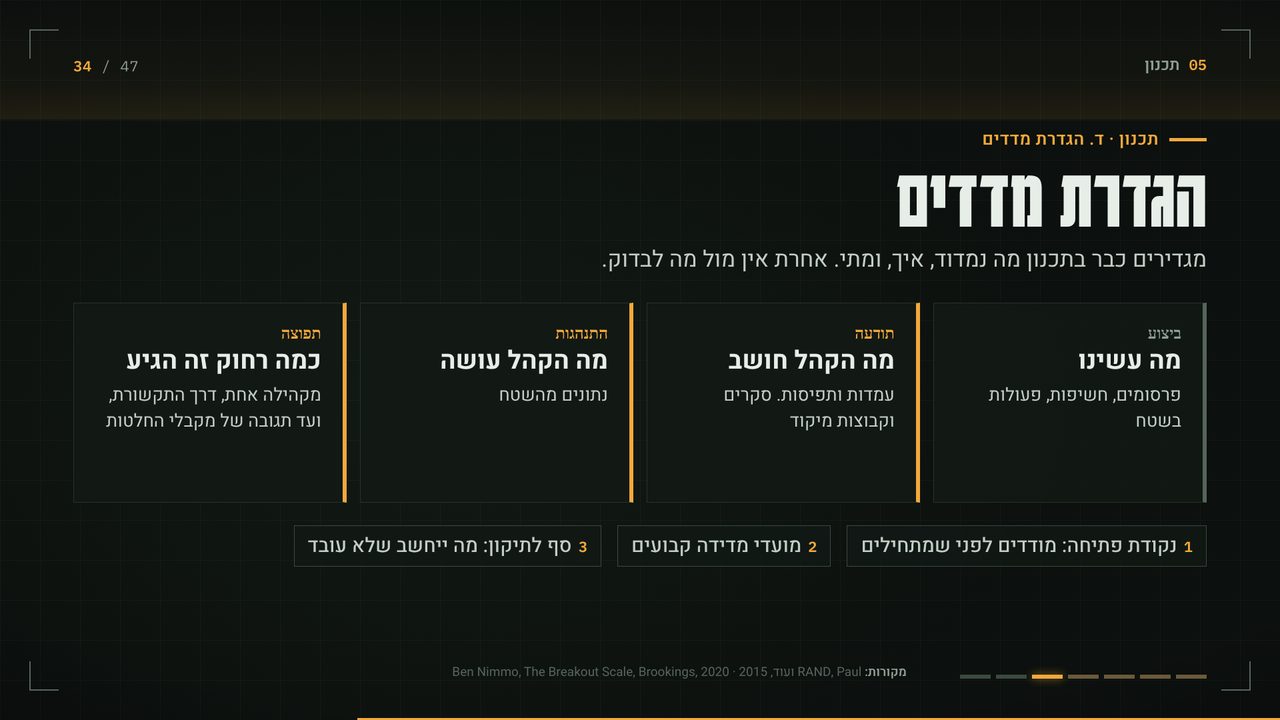 05 תכנון
34 / 47
תכנון · ד. הגדרת מדדים
הגדרת מדדים
מגדירים כבר בתכנון מה נמדוד, איך, ומתי. אחרת אין מול מה לבדוק.
ביצוע
מה עשינו
פרסומים, חשיפות, פעולות
בשטח
תודעה
מה הקהל חושב
עמדות ותפיסות. סקרים
וקבוצות מיקוד
התנהגות
מה הקהל עושה
נתונים מהשטח
תפוצה
כמה רחוק זה הגיע
מקהילה אחת, דרך התקשורת,
ועד תגובה של מקבלי החלטות
1 נקודת פתיחה: מודדים לפני שמתחילים
2 מועדי מדידה קבועים
3 סף לתיקון: מה ייחשב שלא עובד
מקורות: RAND, Paul ועוד, 2015 · Ben Nimmo, The Breakout Scale, Brookings, 2020